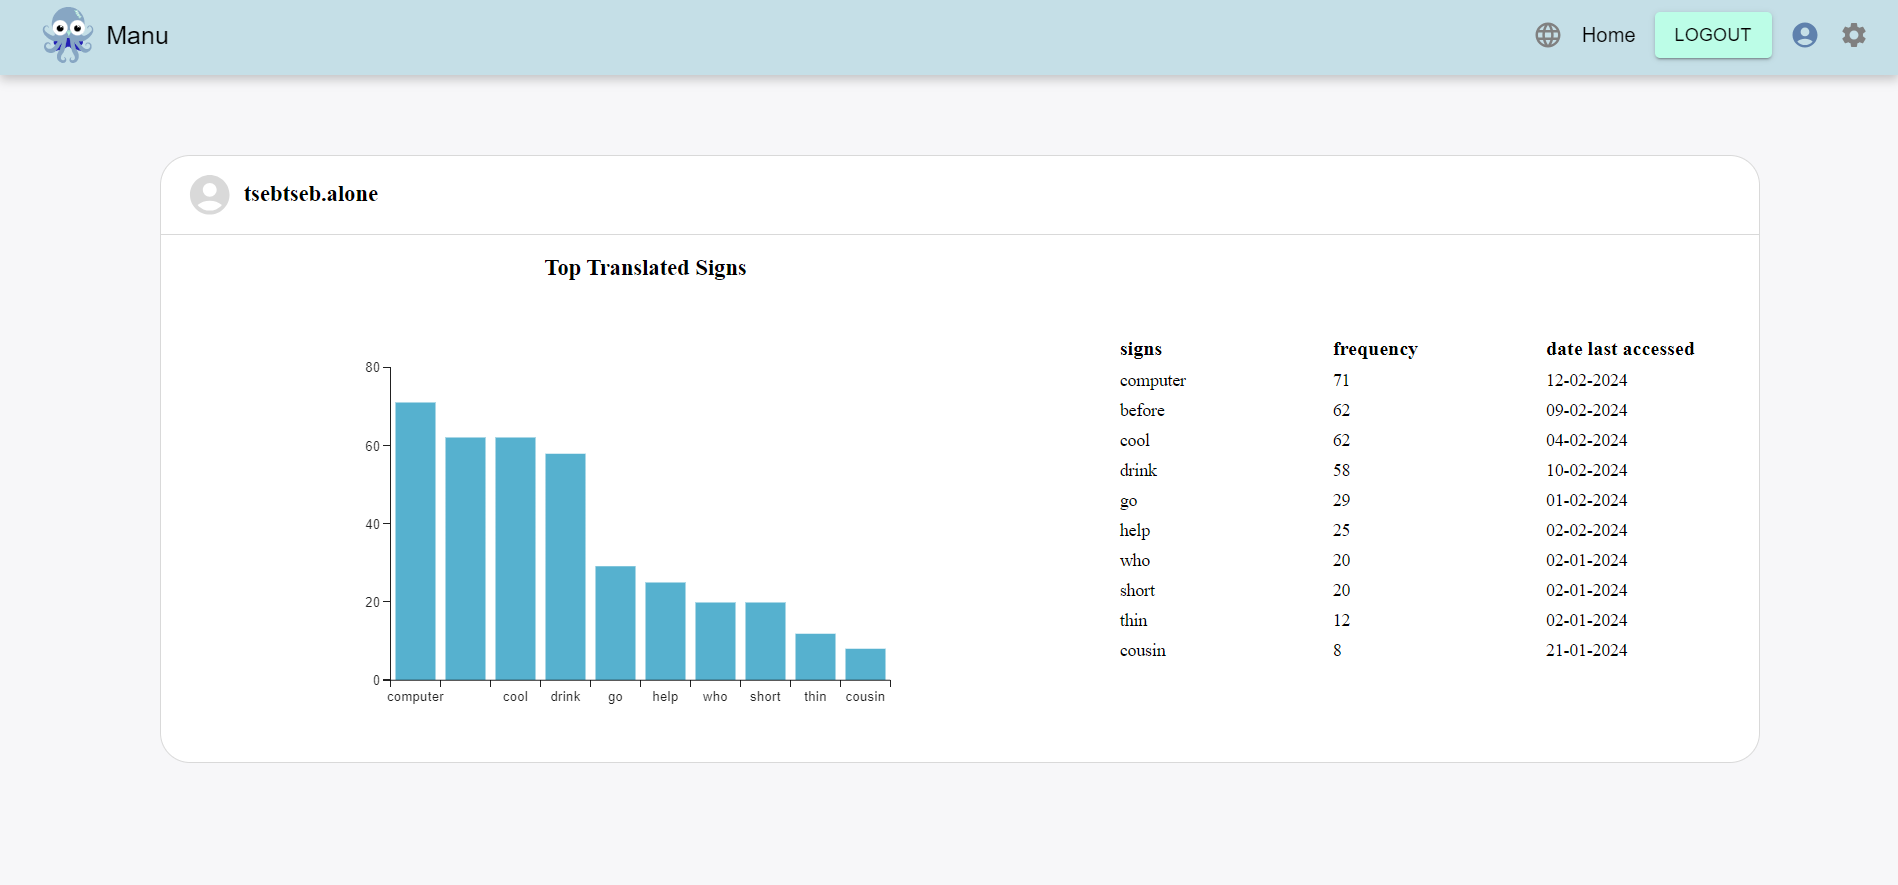 Manu
Home
LOGOUT
tsebtseb.alone
Top Translated Signs
80
60
40
20
0
computer cool drink go help who short thin cousin
signs frequency date last accessed
computer 71 12-02-2024
before 62 09-02-2024
cool 62 04-02-2024
drink 58 10-02-2024
go 29 01-02-2024
help 25 02-02-2024
who 20 02-01-2024
short 20 02-01-2024
thin 12 02-01-2024
cousin 8 21-01-2024